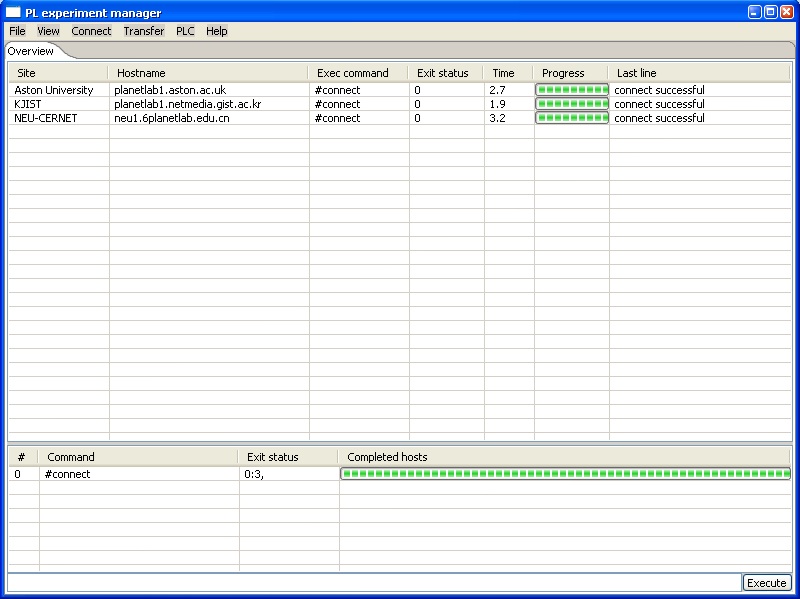 PL experiment manager
File View Connect Transfer PLC Help
Overview
Site Hostname Exec command Exit status Time Progress Last line
Aston University planetlab1.aston.ac.uk #connect 0 2.7 connect successful
KJIST planetlab1.netmedia.gist.ac.kr #connect 0 1.9 connect successful
NEU-CERNET neu1.6planetlab.edu.cn #connect 0 3.2 connect successful
# Command Exit status Completed hosts
0 #connect 0:3,
Execute